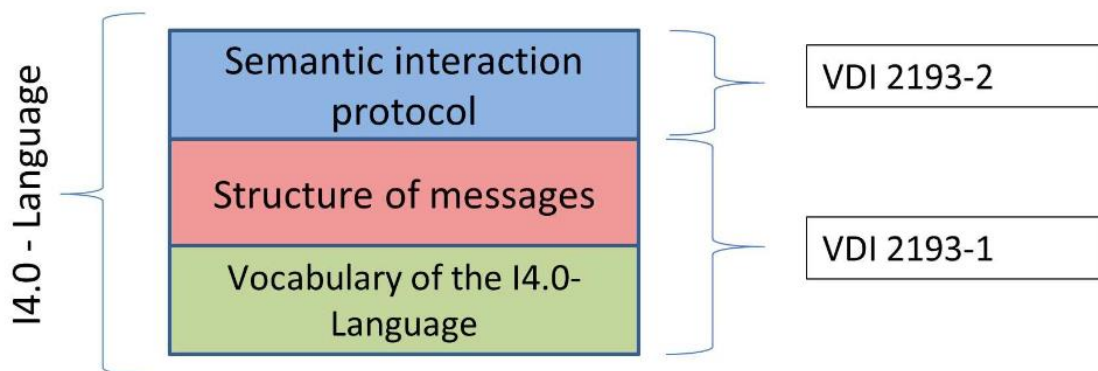 I4.0 - Language
Semantic interaction
protocol
Structure of messages
Vocabulary of the I4.0-
Language
VDI 2193-2
VDI 2193-1